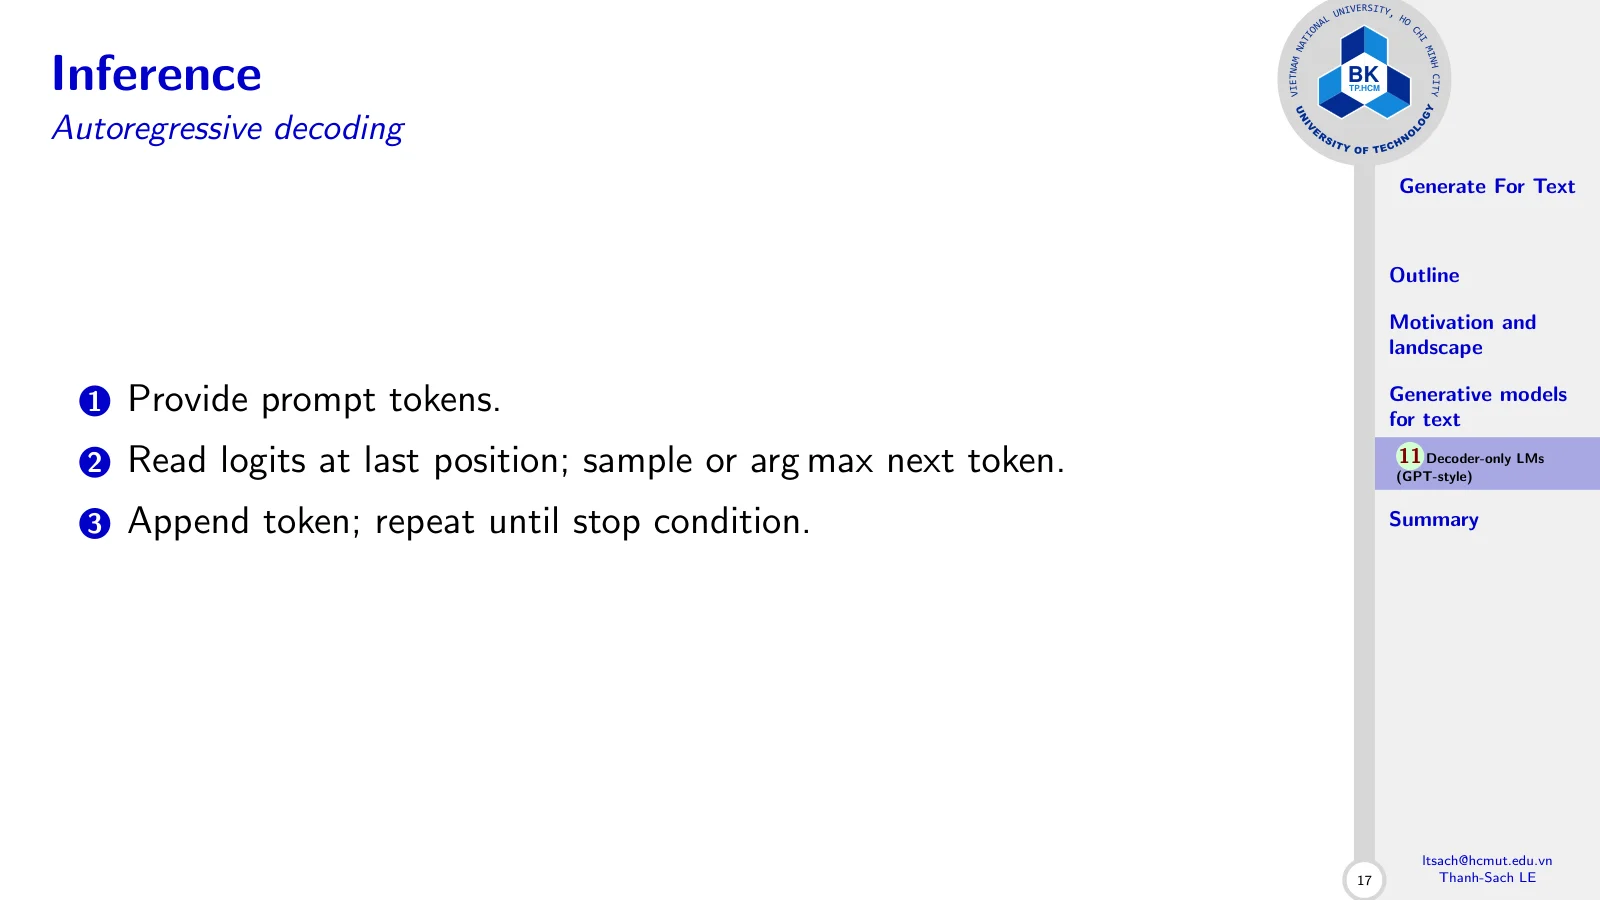 Inference
Autoregressive decoding
1 Provide prompt tokens.
2 Read logits at last position; sample or arg max next token.
3 Append token; repeat until stop condition.
VIETNAM NATIONAL UNIVERSITY, HO CHI MINH CITY
BK
TP.HCM
UNIVERSITY OF TECHNOLOGY
Generate For Text
Outline
Motivation and
landscape
Generative models
for text
11 Decoder-only LMs
(GPT-style)
Summary
ltsach@hcmut.edu.vn
Thanh-Sach LE
17